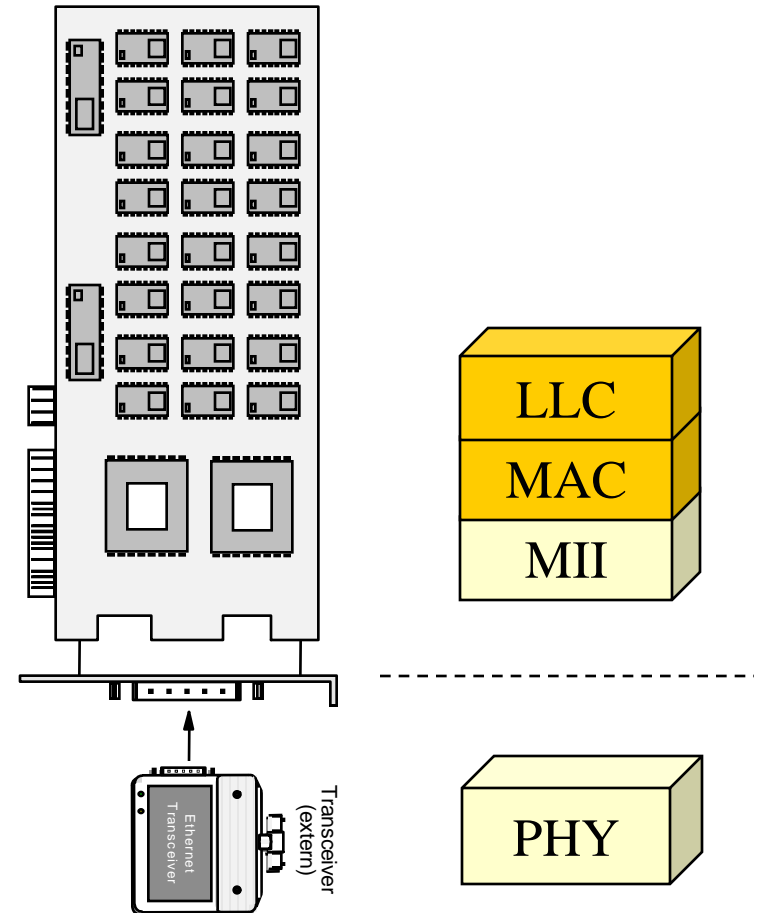 LLC
MAC
MII
PHY
Transceiver
(extern)
Ethernet
Transceiver